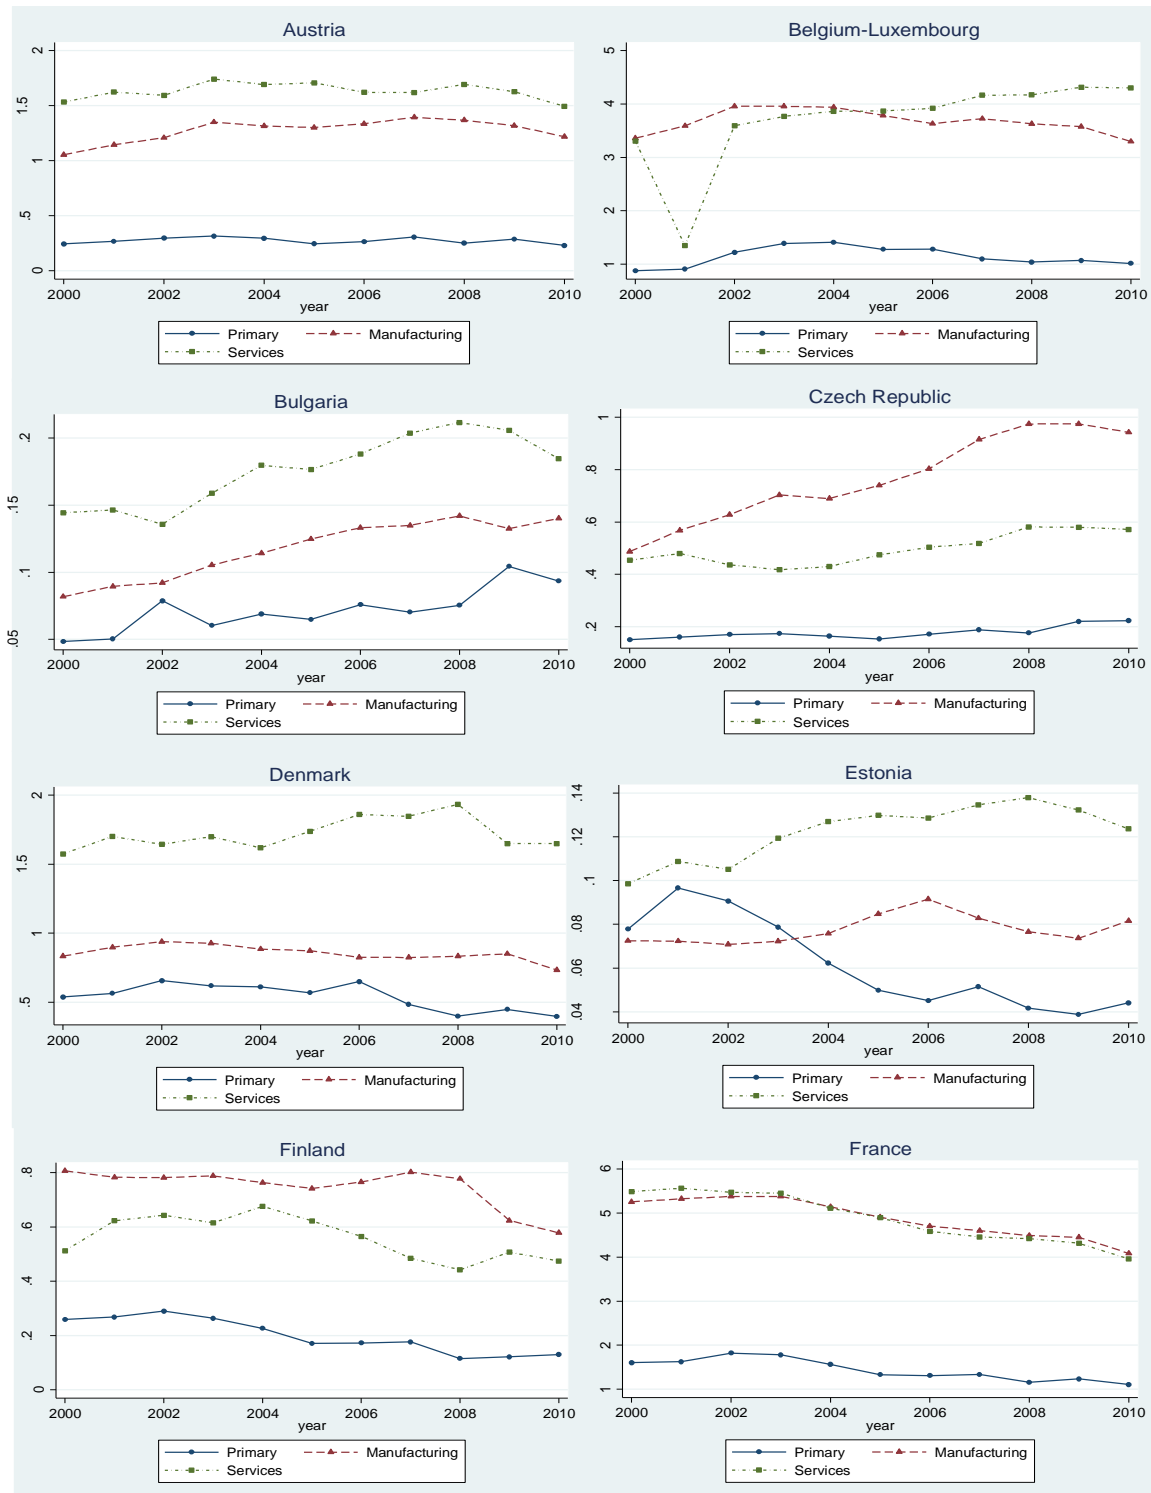 Austria
2
1.5
1
.5
0
2000 2002 2004 2006 2008 2010
year
Primary Manufacturing
Services
Belgium-Luxembourg
5
4
3
2
1
2000 2002 2004 2006 2008 2010
year
Primary Manufacturing
Services
Bulgaria
.2
.15
.1
.05
2000 2002 2004 2006 2008 2010
year
Primary Manufacturing
Services
Czech Republic
1
.8
.6
.4
.2
2000 2002 2004 2006 2008 2010
year
Primary Manufacturing
Services
Denmark
2
1.5
1
.5
2000 2002 2004 2006 2008 2010
year
Primary Manufacturing
Services
Estonia
.14
.12
.1
.08
.06
.04
2000 2002 2004 2006 2008 2010
year
Primary Manufacturing
Services
Finland
.8
.6
.4
.2
0
2000 2002 2004 2006 2008 2010
year
Primary Manufacturing
Services
France
6
5
4
3
2
1
2000 2002 2004 2006 2008 2010
year
Primary Manufacturing
Services